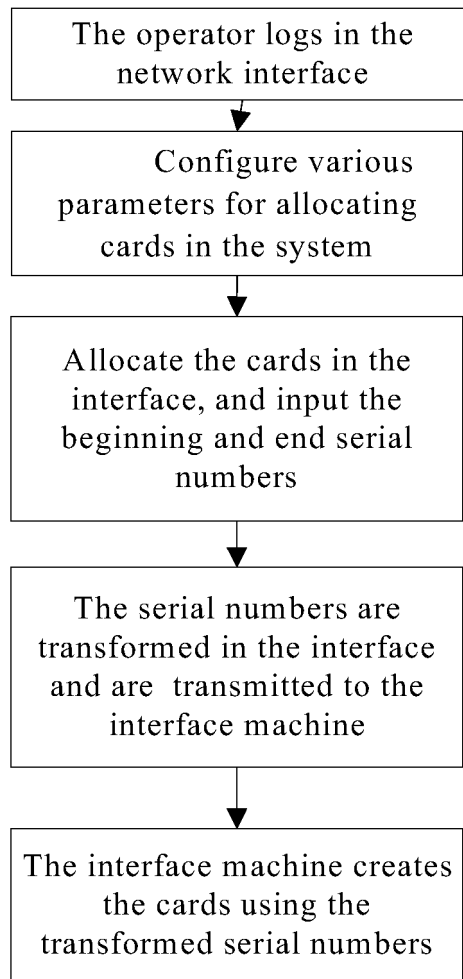 The operator logs in the
network interface
Configure various
parameters for allocating
cards in the system
Allocate the cards in the
interface, and input the
beginning and end serial
numbers
The serial numbers are
transformed in the interface
and are transmitted to the
interface machine
The interface machine creates
the cards using the
transformed serial numbers